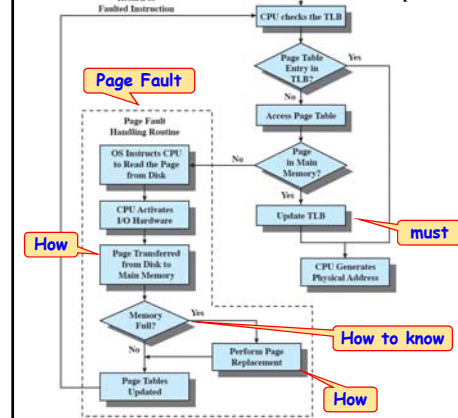 Faulted Instruction
CPU checks the TLB
Page Table
Entry in
TLB?
Yes
No
Page Fault
Access Page Table
Page Fault
Handling Routine
OS Instructs CPU
to Read the Page
from Disk
No
Page
in Main
Memory?
Yes
CPU Activates
I/O Hardware
Update TLB
must
How
Page Transferred
from Disk to
Main Memory
CPU Generates
Physical Address
Memory
Full?
Yes
How to know
No
Perform Page
Replacement
Page Tables
Updated
How